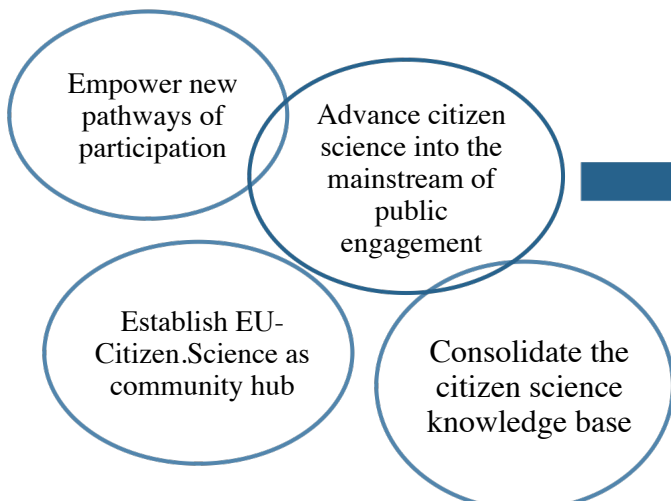 Empower new
pathways of
participation
Advance citizen
science into the
mainstream of
public
engagement
Establish EU-
Citizen.Science as
community hub
Consolidate the
citizen science
knowledge base